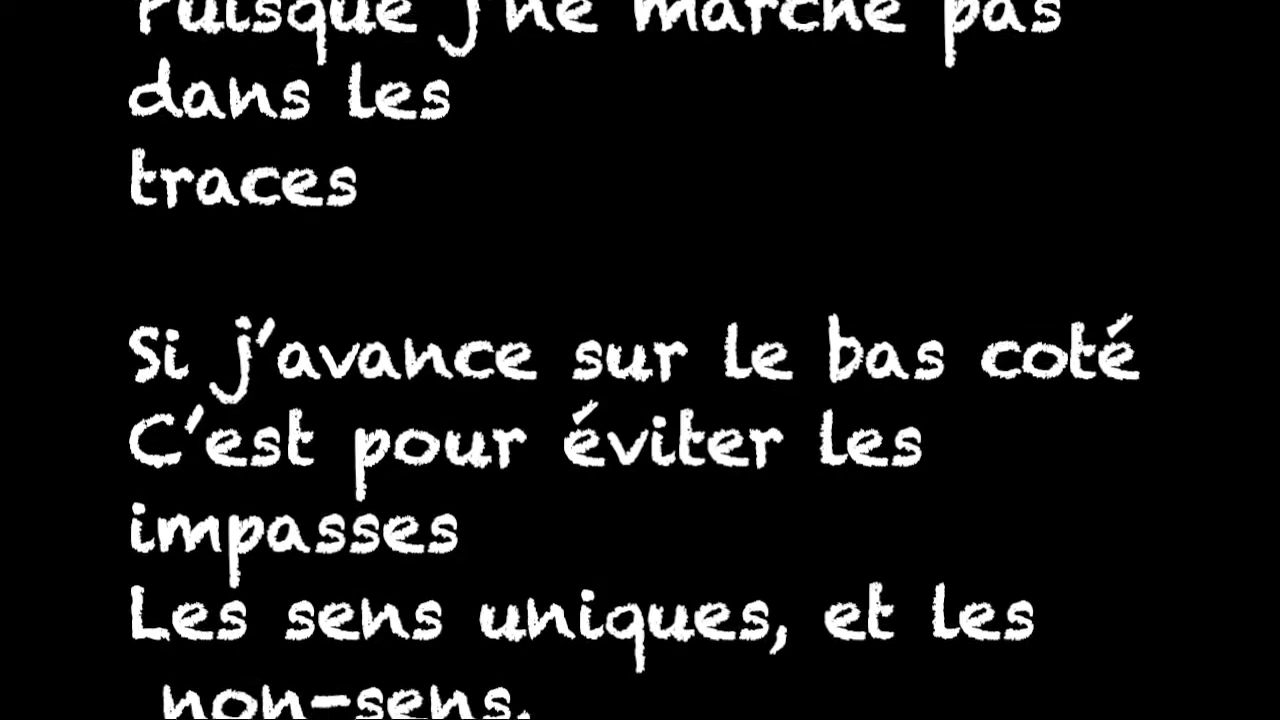 Puisque j'ne marche pas
dans les
traces
Si j'avance sur le bas coté
C'est pour éviter les
impasses
Les sens uniques, et les
non-sens.